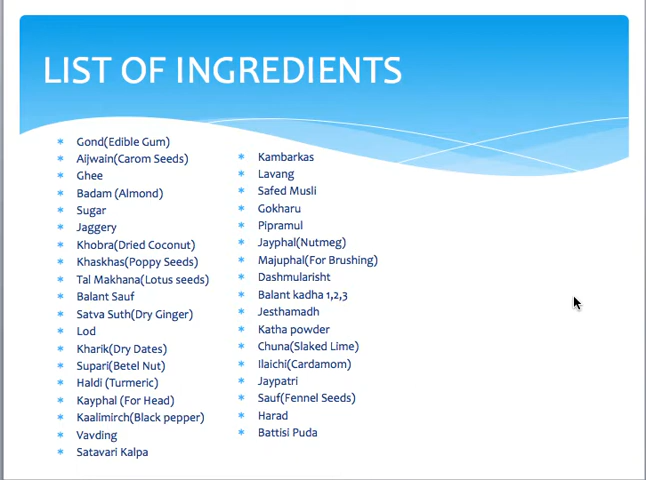 LIST OF INGREDIENTS
Gond(Edible Gum)
Aijwain(Carom Seeds)
Ghee
Badam (Almond)
Sugar
Jaggery
Khobra(Dried Coconut)
Khaskhas(Poppy Seeds)
Tal Makhana(Lotus seeds)
Balant Sauf
Satva Suth(Dry Ginger)
Lod
Kharik(Dry Dates)
Supari(Betel Nut)
Haldi (Turmeric)
Kayphal (For Head)
Kaalimirch(Black pepper)
Vavding
Satavari Kalpa
Kambarkas
Lavang
Safed Musli
Gokharu
Pipramul
Jayphal(Nutmeg)
Majuphal(For Brushing)
Dashmularisht
Balant kadha 1,2,3
Jesthamadh
Katha powder
Chuna(Slaked Lime)
Ilaichi(Cardamom)
Jaypatri
Sauf(Fennel Seeds)
Harad
Battisi Puda